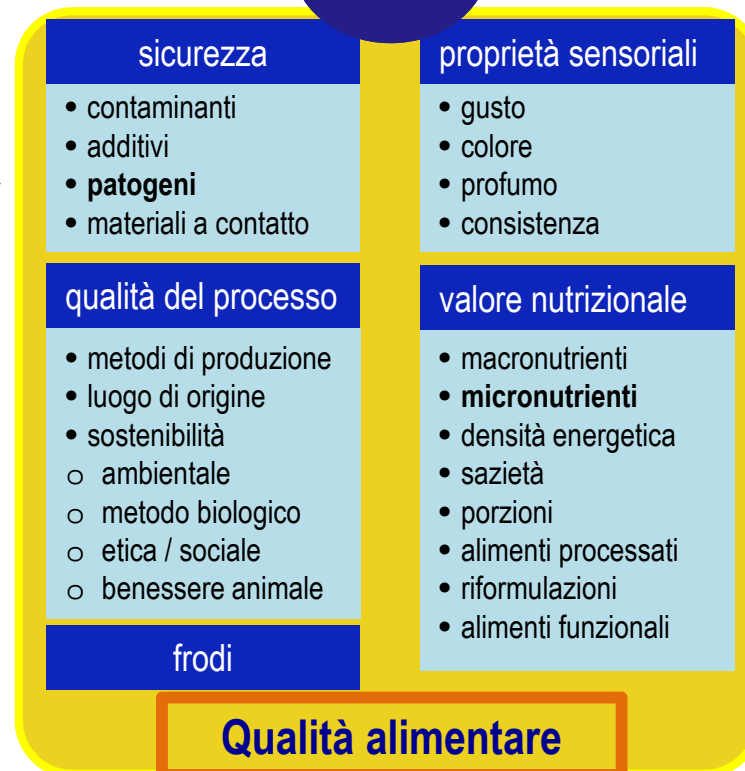 sicurezza
• contaminanti
• additivi
• patogeni
• materiali a contatto
proprietà sensoriali
• gusto
• colore
• profumo
• consistenza
qualità del processo
• metodi di produzione
• luogo di origine
• sostenibilità
o ambientale
o metodo biologico
o etica / sociale
o benessere animale
valore nutrizionale
• macronutrienti
• micronutrienti
• densità energetica
• sazietà
• porzioni
• alimenti processati
• riformulazioni
• alimenti funzionali
frodi
Qualità alimentare